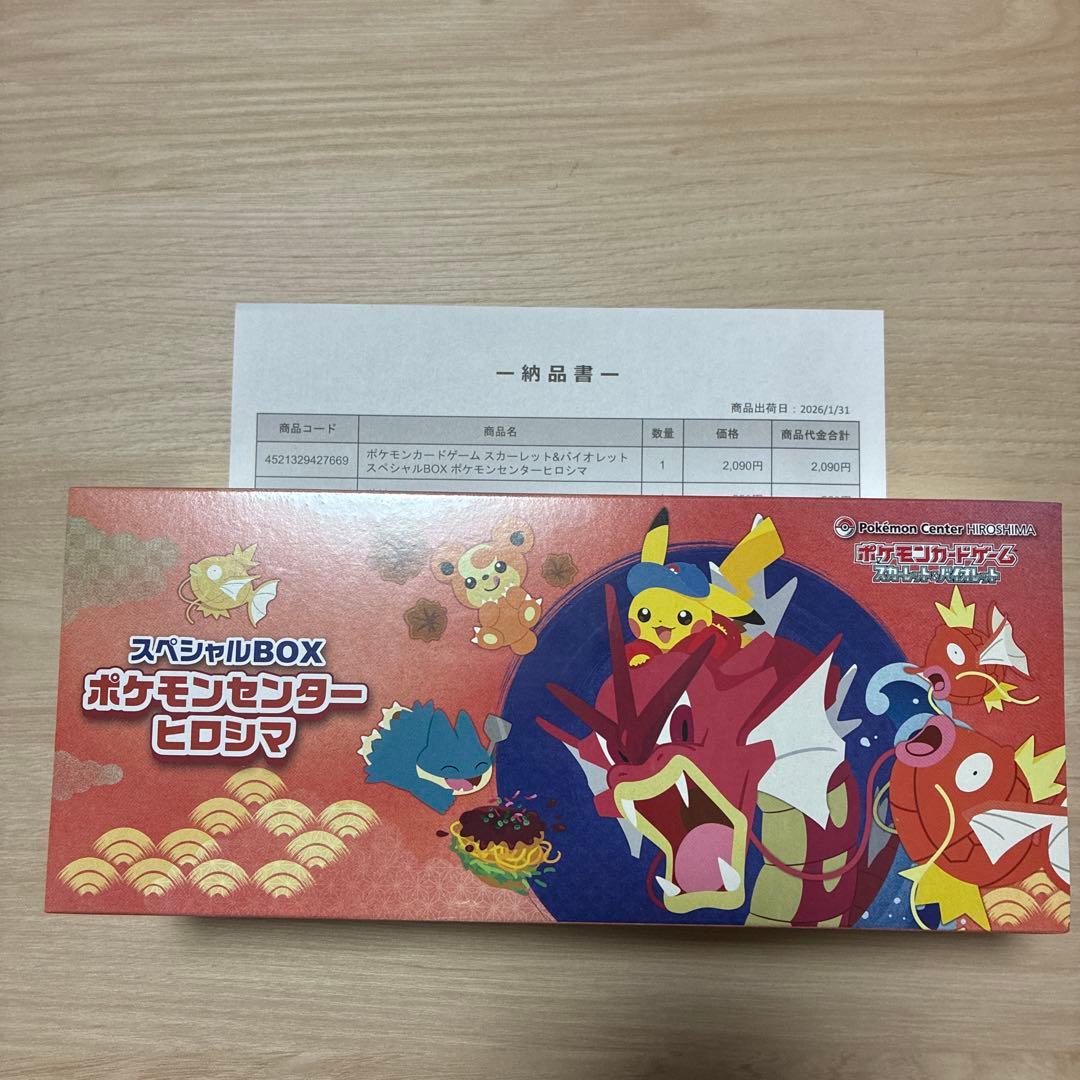 ー納品書ー
商品出荷日：2026/1/31
商品コード 商品名 数量 価格 商品代金合計
4521329427669 ポケモンカードゲーム スカーレット&バイオレット
スペシャルBOX ポケモンセンターヒロシマ 1 2,090円 2,090円
Pokémon Center HIROSHIMA
ポケモンカードゲーム
スカーレット&バイオレット
スペシャルBOX
ポケモンセンター
ヒロシマ